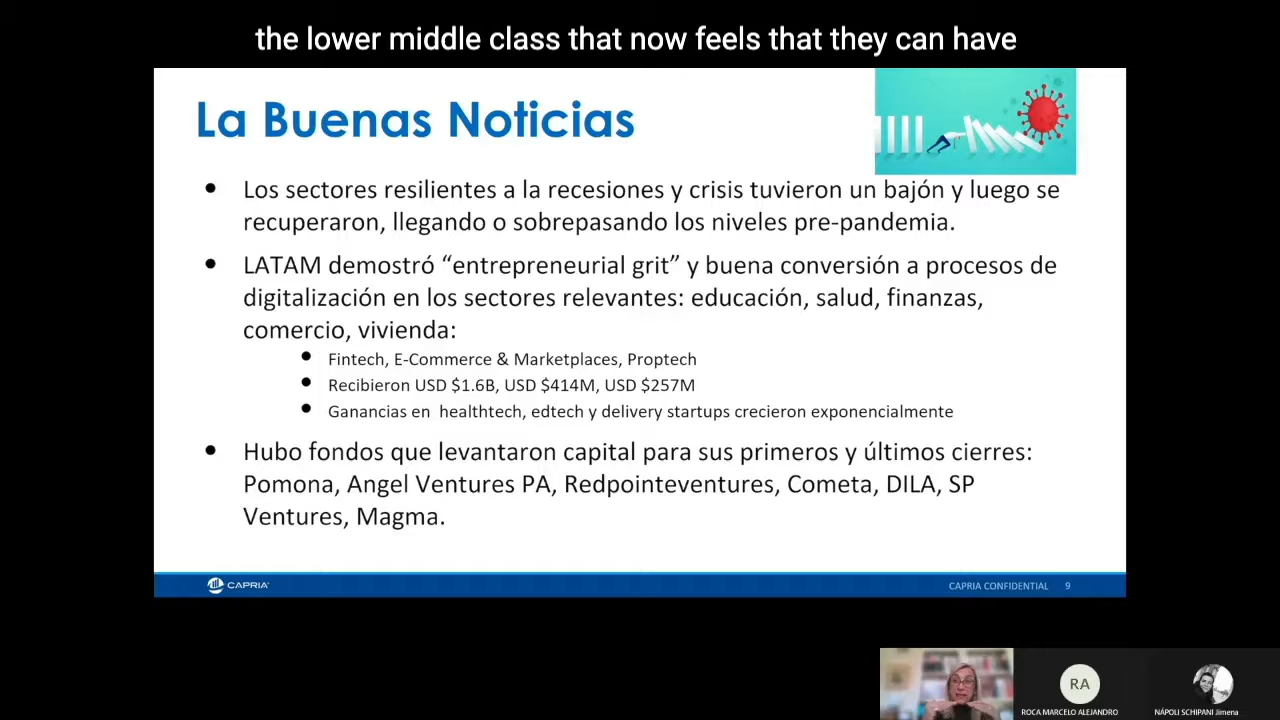 the lower middle class that now feels that they can have
La Buenas Noticias
Los sectores resilientes a la recesiones y crisis tuvieron un bajón y luego se
recuperaron, llegando o sobrepasando los niveles pre-pandemia.
LATAM demostró “entrepreneurial grit” y buena conversión a procesos de
digitalización en los sectores relevantes: educación, salud, finanzas,
comercio, vivienda:
Fintech, E-Commerce & Marketplaces, Proptech
Recibieron USD $1.6B, USD $414M, USD $257M
Ganancias en healthtech, edtech y delivery startups crecieron exponencialmente
Hubo fondos que levantaron capital para sus primeros y últimos cierres:
Pomona, Angel Ventures PA, Redpointeventures, Cometa, DILA, SP
Ventures, Magma.
CAPRIA
CAPRIA CONFIDENTIAL 9
RA
ROCA MARCELO ALEJANDRO
NÁPOLI SCHIPANI Jimena